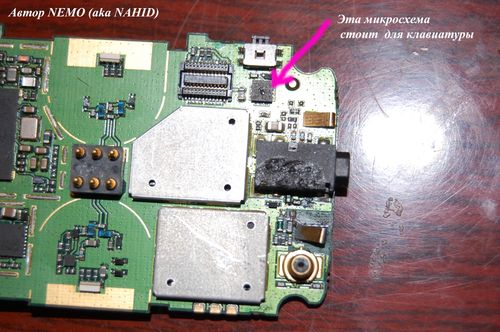 Автор NEMO (aka NAHID)
Эта микросхема
стоит для клавиатуры